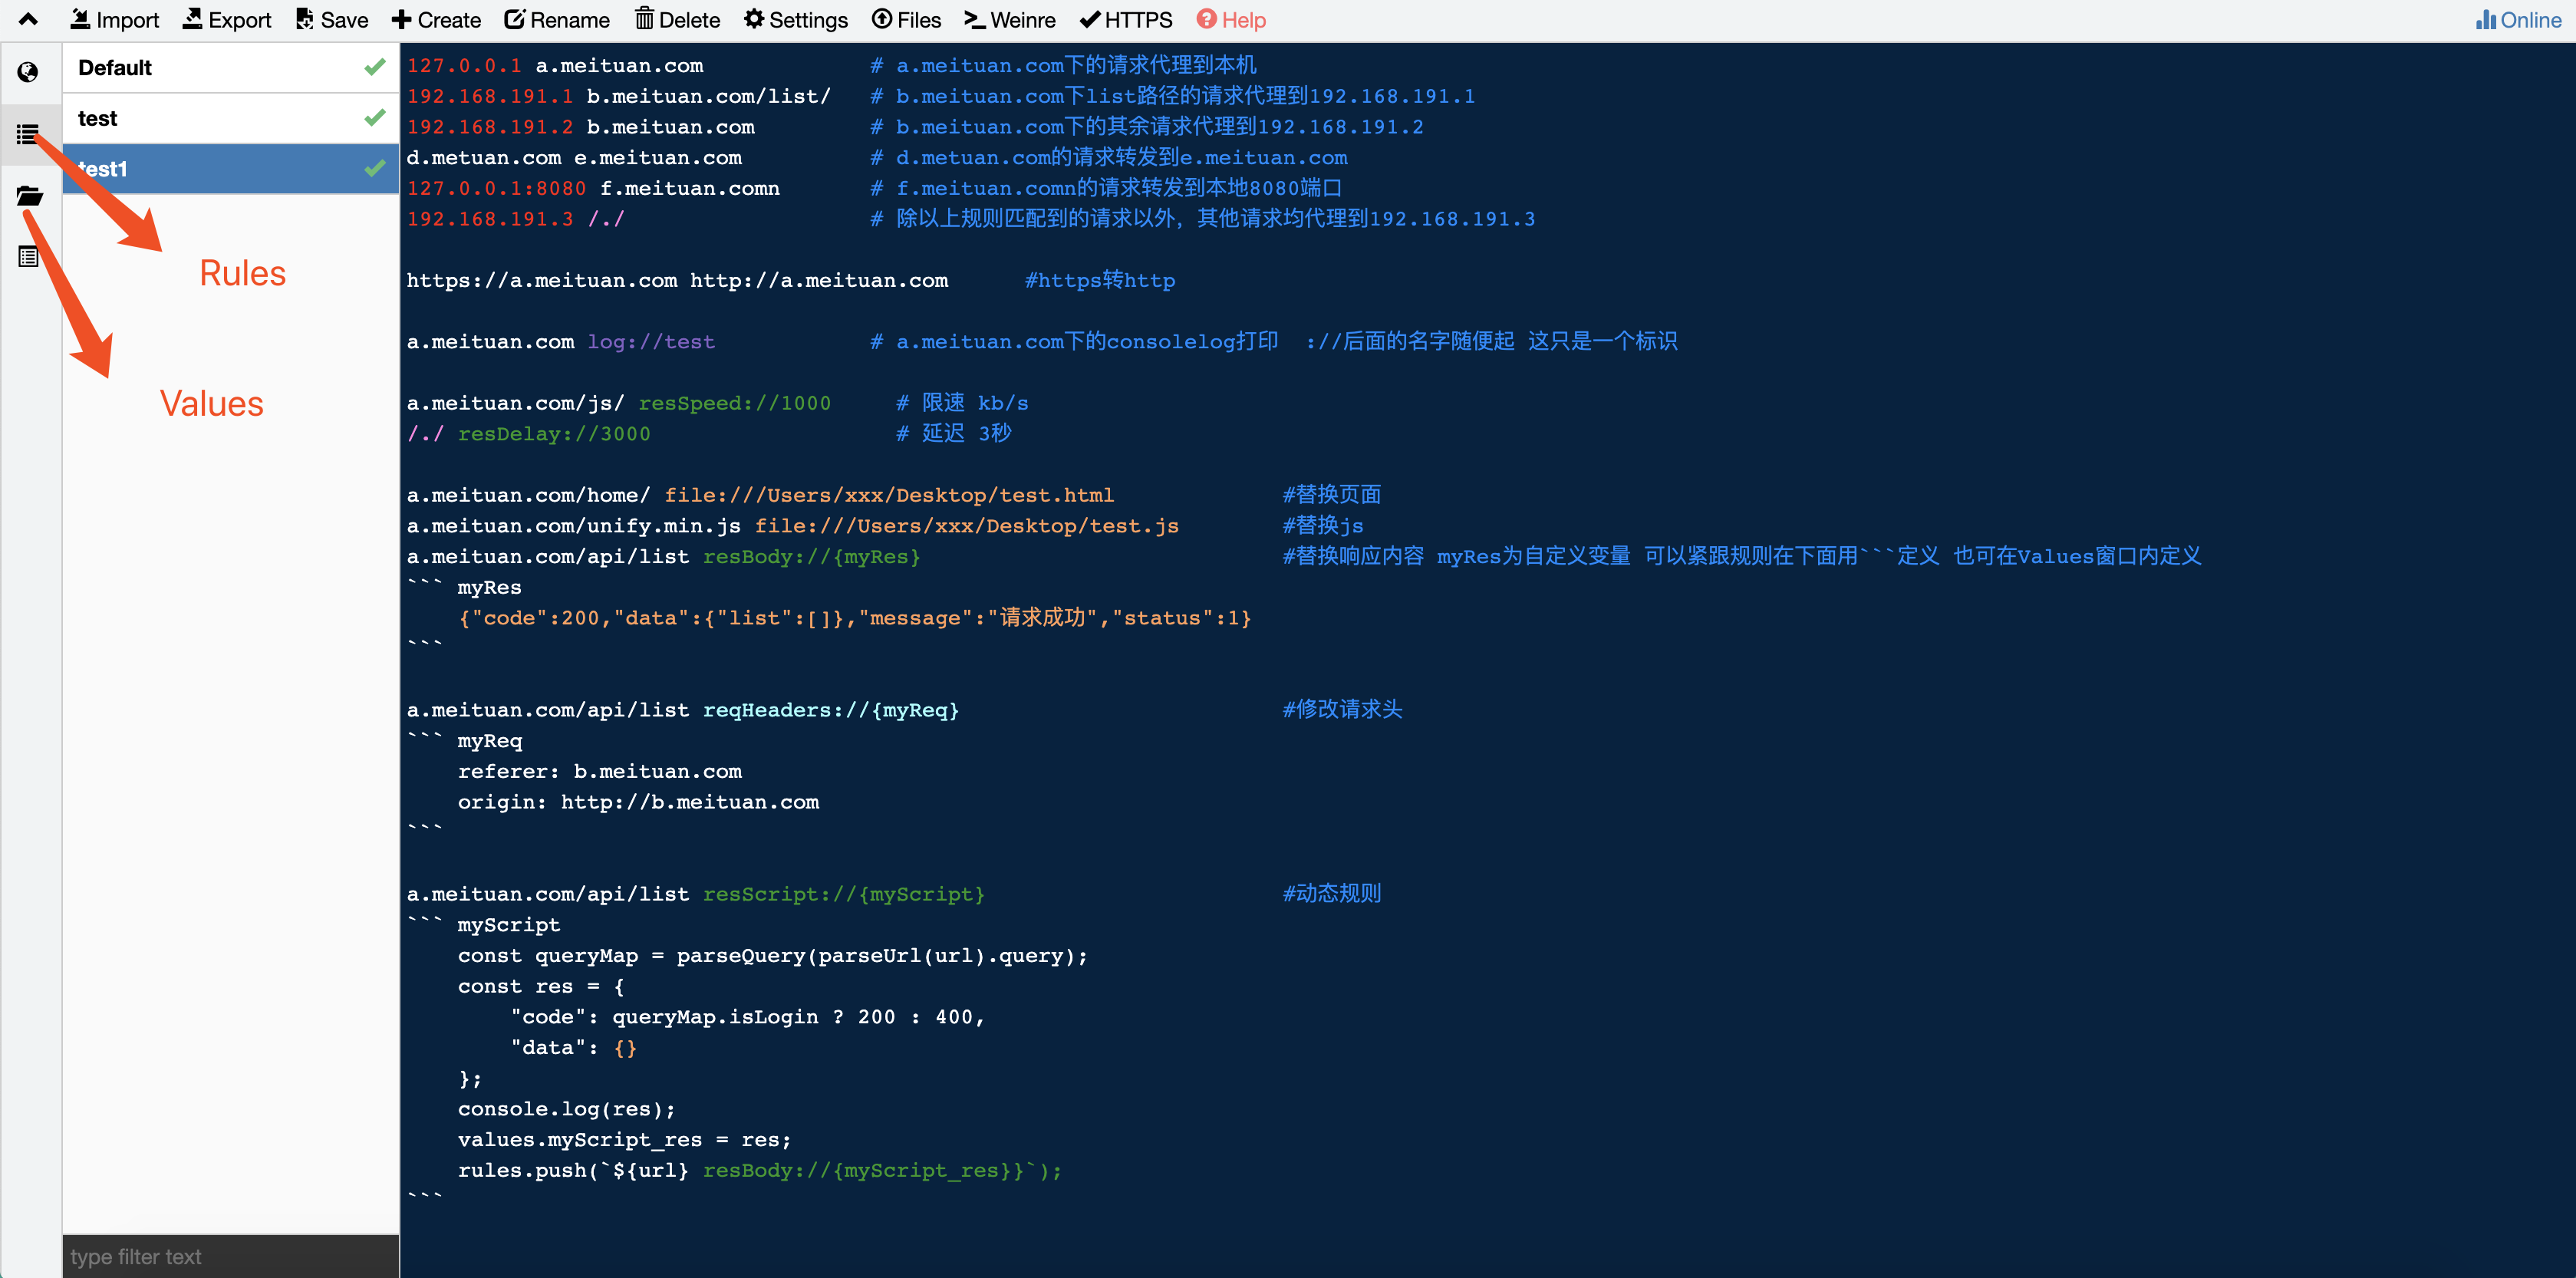 Import Export Save Create Rename Delete Settings Files Weinre HTTPS Help Online
Default
test
test1
Rules
Values
type filter text
127.0.0.1 a.meituan.com # a.meituan.com下的请求代理到本机
192.168.191.1 b.meituan.com/list/ # b.meituan.com下list路径的请求代理到192.168.191.1
192.168.191.2 b.meituan.com # b.meituan.com下的其余请求代理到192.168.191.2
d.metuan.com e.meituan.com # d.metuan.com的请求转发到e.meituan.com
127.0.0.1:8080 f.meituan.comn # f.meituan.comn的请求转发到本地8080端口
192.168.191.3 /./ # 除以上规则匹配到的请求以外，其他请求均代理到192.168.191.3
https://a.meituan.com http://a.meituan.com #https转http
a.meituan.com log://test # a.meituan.com下的consolelog打印 ://后面的名字随便起 这只是一个标识
a.meituan.com/js/ resSpeed://1000 # 限速 kb/s
/./ resDelay://3000 # 延迟 3秒
a.meituan.com/home/ file:///Users/xxx/Desktop/test.html #替换页面
a.meituan.com/unify.min.js file:///Users/xxx/Desktop/test.js #替换js
a.meituan.com/api/list resBody://{myRes} #替换响应内容 myRes为自定义变量 可以紧跟规则在下面用```定义 也可在Values窗口内定义
``` myRes
{"code":200,"data":{"list":[]},"message":"请求成功","status":1}
```
a.meituan.com/api/list reqHeaders://{myReq} #修改请求头
``` myReq
referer: b.meituan.com
origin: http://b.meituan.com
```
a.meituan.com/api/list resScript://{myScript} #动态规则
``` myScript
const queryMap = parseQuery(parseUrl(url).query);
const res = {
"code": queryMap.isLogin ? 200 : 400,
"data": {}
};
console.log(res);
values.myScript_res = res;
rules.push(`${url} resBody://{myScript_res}}`);
```